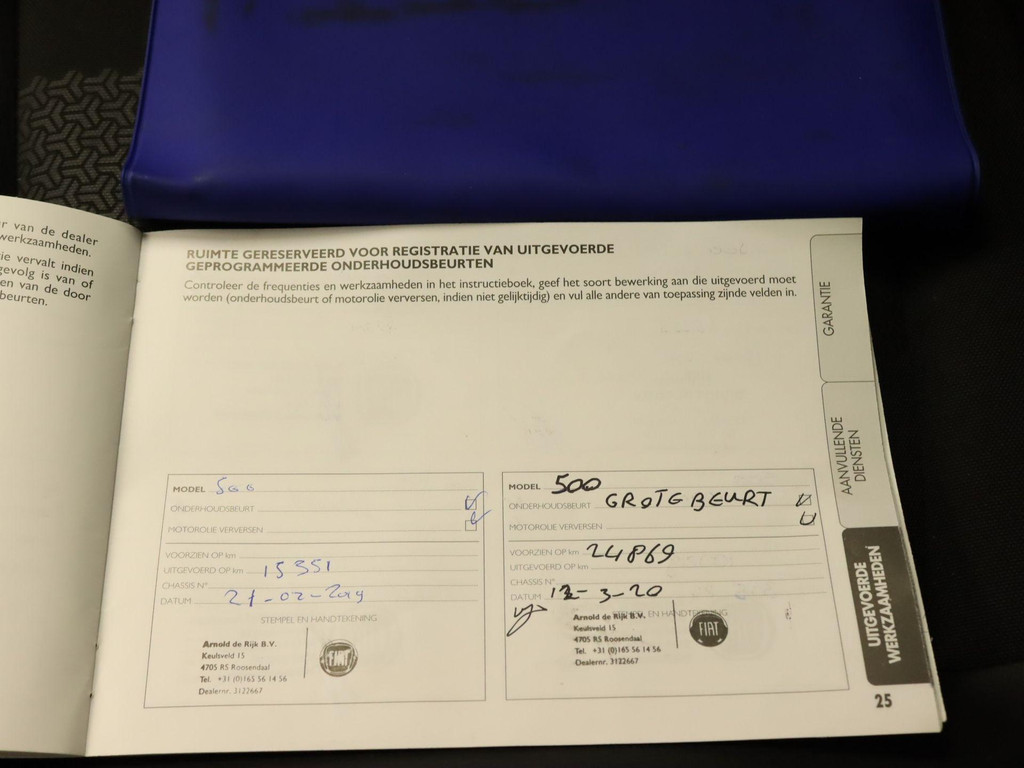 r van de dealer
werkzaamheden.
ie vervalt indien
gevolg is van of
en van de door
beurten.
RUIMTE GERESERVEERD VOOR REGISTRATIE VAN UITGEVOERDE
GEPROGRAMMEERDE ONDERHOUDSBEURTEN
Controleer de frequenties en werkzaamheden in het instructieboek, geef het soort bewerking aan die uitgevoerd moet
worden (onderhoudsbeurt of motorolie verversen, indien niet gelijktijdig) en vul alle andere van toepassing zijnde velden in.
MODEL 500
ONDERHOUDSBEURT
MOTOROLIE VERVERSEN
VOORZIEN OP km
UITGEVOERD OP km 15351
CHASSIS N°
DATUM 21-02-2019
STEMPEL EN HANDTEKENING
Arnold de Rijk B.V.
Keulsveld 15
4705 RS Roosendaal
Tel. +31 (0)165 56 14 56
Dealernr. 3122667
FIAT
MODEL 500
ONDERHOUDSBEURT GROTE BEURT
MOTOROLIE VERVERSEN
VOORZIEN OP km 24869
UITGEVOERD OP km
CHASSIS N°
DATUM 12-3-20
STEMPEL EN HANDTEKENING
Arnold de Rijk B.V.
Keulsveld 15
4705 RS Roosendaal
Tel. +31 (0)165 56 14 56
Dealernr. 3122667
FIAT
GARANTIE
AANVULLENDE
DIENSTEN
UITGEVOERDE
WERKZAAMHEDEN
25